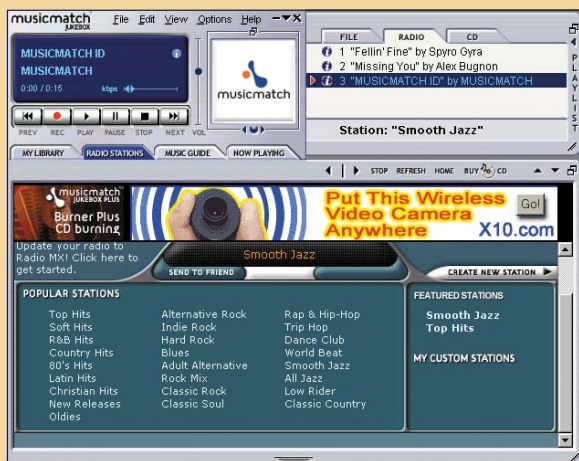 musicmatch
JUKEBOX
File Edit View Options Help
MUSICMATCH ID
MUSICMATCH
0:00 / 0:15 kbps
musicmatch
PREV REC PLAY PAUSE STOP NEXT VOL
FILE RADIO CD
1 "Fellin' Fine" by Spyro Gyra
2 "Missing You" by Alex Bugnon
3 "MUSICMATCH ID" by MUSICMATCH
Station: "Smooth Jazz"
PLAYLIST
MY LIBRARY RADIO STATIONS MUSIC GUIDE NOW PLAYING
STOP REFRESH HOME BUY CD
musicmatch
JUKEBOX PLUS
Burner Plus
CD burning
Put This Wireless
Video Camera
Anywhere
Go!
X10.com
Update your radio to
Radio MX! Click here to
get started.
Smooth Jazz
SEND TO FRIEND
CREATE NEW STATION
POPULAR STATIONS
Top Hits
Soft Hits
R&B Hits
Country Hits
80's Hits
Latin Hits
Christian Hits
New Releases
Oldies
Alternative Rock
Indie Rock
Hard Rock
Blues
Adult Alternative
Rock Mix
Classic Rock
Classic Soul
Rap & Hip-Hop
Trip Hop
Dance Club
World Beat
Smooth Jazz
All Jazz
Low Rider
Classic Country
FEATURED STATIONS
Smooth Jazz
Top Hits
MY CUSTOM STATIONS